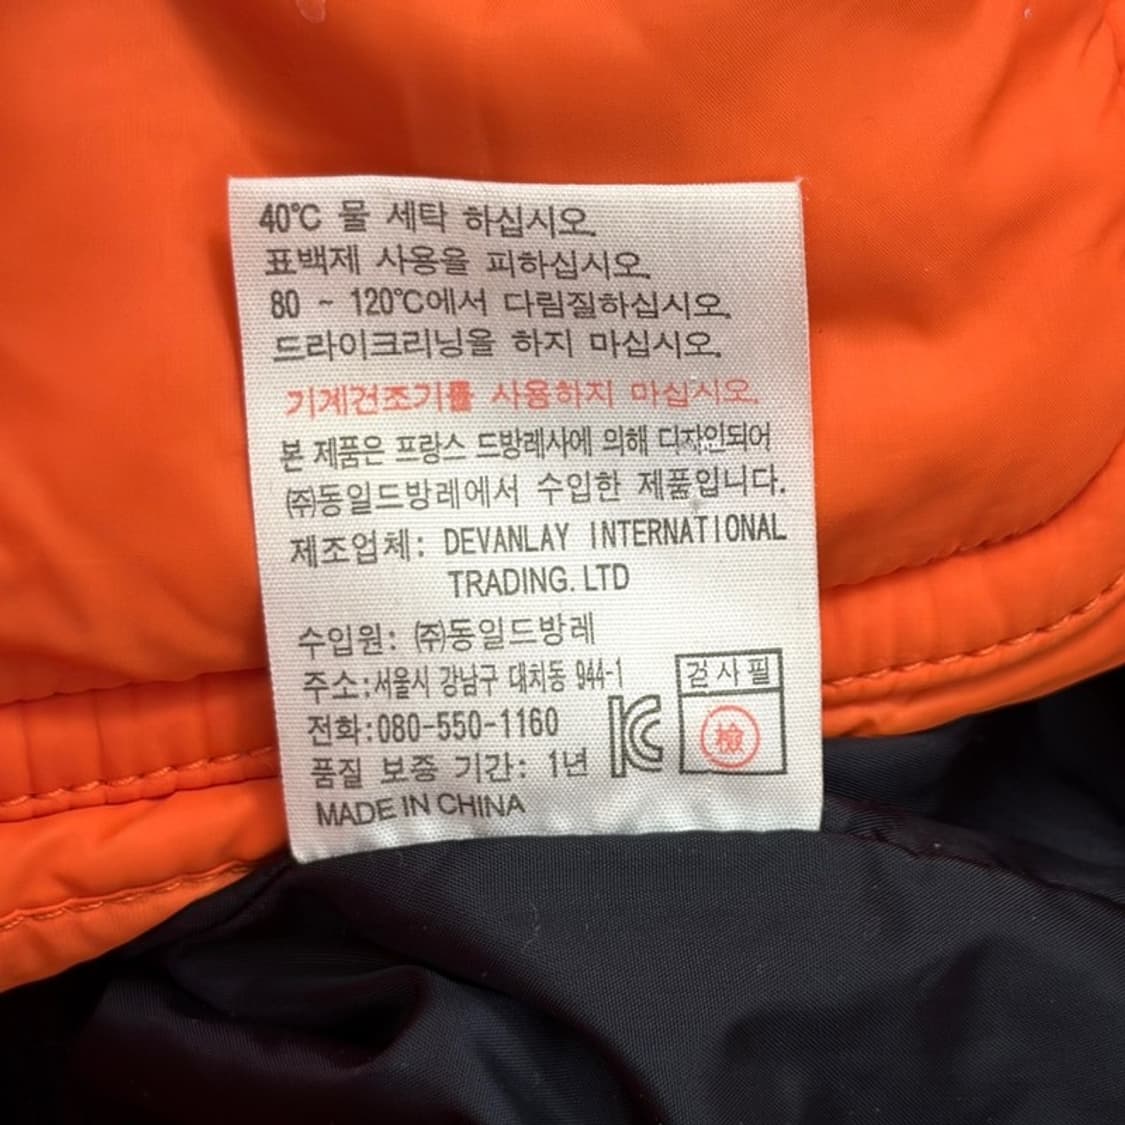 40℃ 물 세탁 하십시오.
표백제 사용을 피하십시오.
80 ~ 120℃에서 다림질하십시오.
드라이크리닝을 하지 마십시오.
기계건조기를 사용하지 마십시오.
본 제품은 프랑스 드방레사에 의해 디자인되어
㈜동일드방레에서 수입한 제품입니다.
제조업체: DEVANLAY INTERNATIONAL
TRADING.LTD
수입원: ㈜동일드방레
주소:서울시 강남구 대치동 944-1
전화:080-550-1160
품질 보증 기간: 1년
MADE IN CHINA
KC
검사필
檢